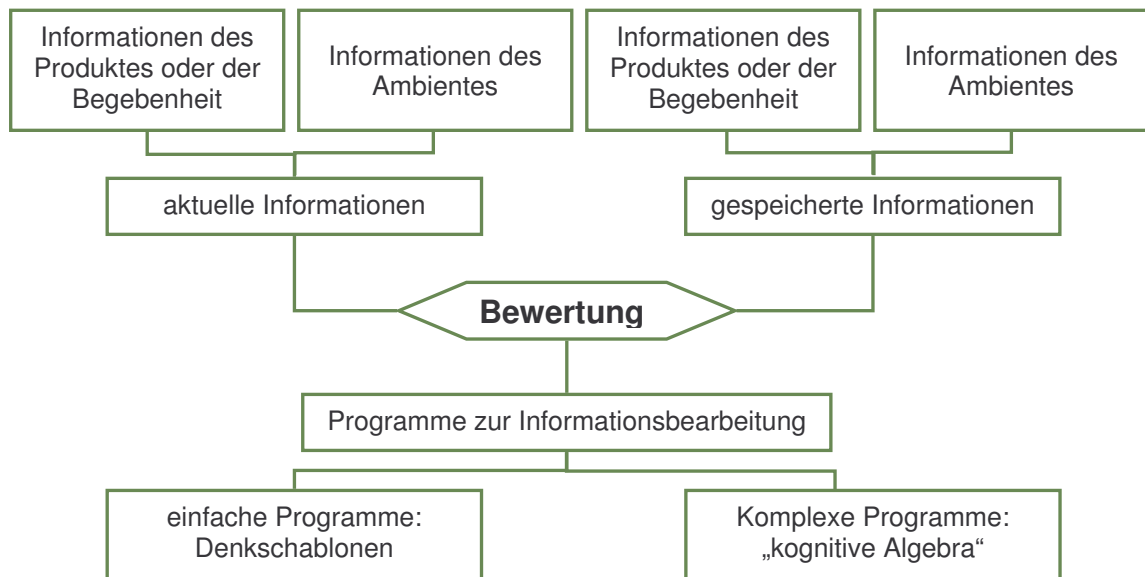 Informationen des
Produktes oder der
Begebenheit
Informationen des
Ambientes
Informationen des
Produktes oder der
Begebenheit
Informationen des
Ambientes
aktuelle Informationen
gespeicherte Informationen
Bewertung
Programme zur Informationsbearbeitung
einfache Programme:
Denkschablonen
Komplexe Programme:
„kognitive Algebra“